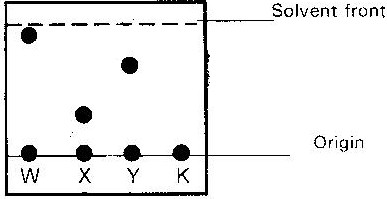 Solvent front
Origin
W X Y K